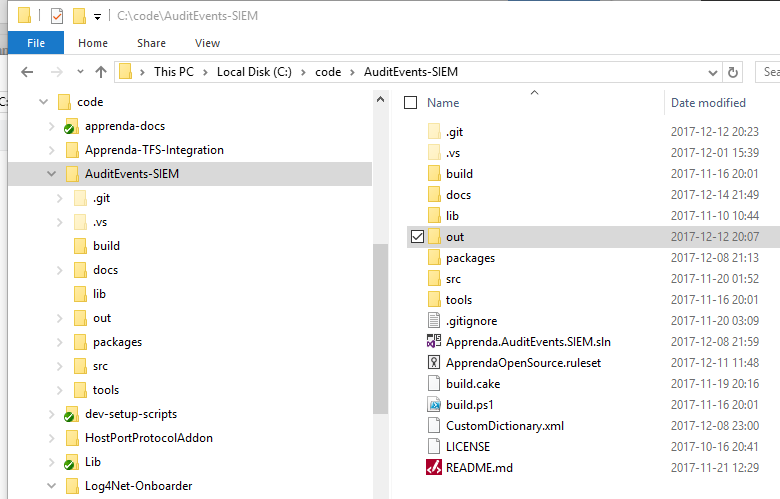 C:\code\AuditEvents-SIEM
File Home Share View
This PC Local Disk (C:) code AuditEvents-SIEM
Sea
C:
code
apprenda-docs
Apprenda-TFS-Integration
AuditEvents-SIEM
.git
.vs
build
docs
lib
out
packages
src
tools
dev-setup-scripts
HostPortProtocolAddon
Lib
Log4Net-Onboarder
Name Date modified
.git 2017-12-12 20:23
.vs 2017-12-01 15:39
build 2017-11-16 20:01
docs 2017-12-14 21:49
lib 2017-11-10 10:44
out 2017-12-12 20:07
packages 2017-12-08 21:13
src 2017-11-20 01:52
tools 2017-11-16 20:01
.gitignore 2017-11-20 03:09
Apprenda.AuditEvents.SIEM.sln 2017-12-08 21:59
ApprendaOpenSource.ruleset 2017-12-11 11:48
build.cake 2017-11-19 20:16
build.ps1 2017-11-16 20:01
CustomDictionary.xml 2017-12-08 23:00
LICENSE 2017-10-16 20:41
README.md 2017-11-21 12:29